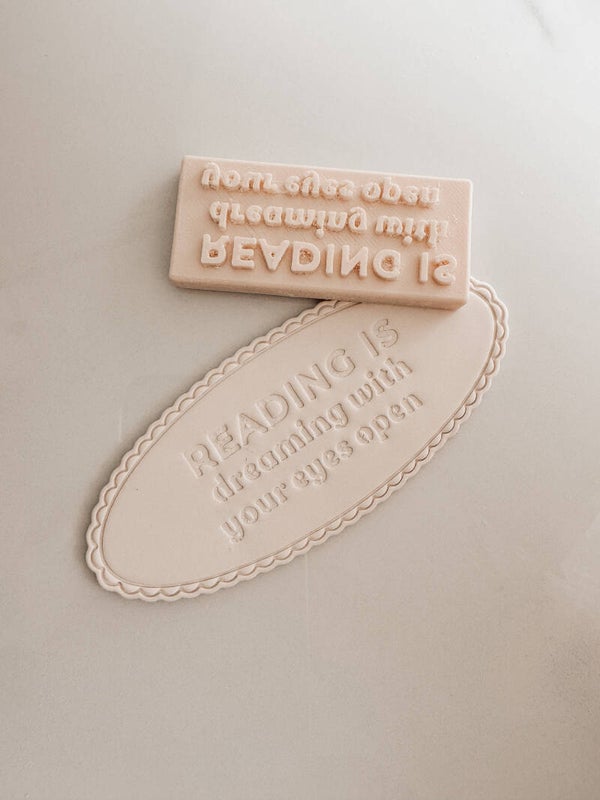 your eyes open
dreaming with
READING IS
READING IS
dreaming with
your eyes open